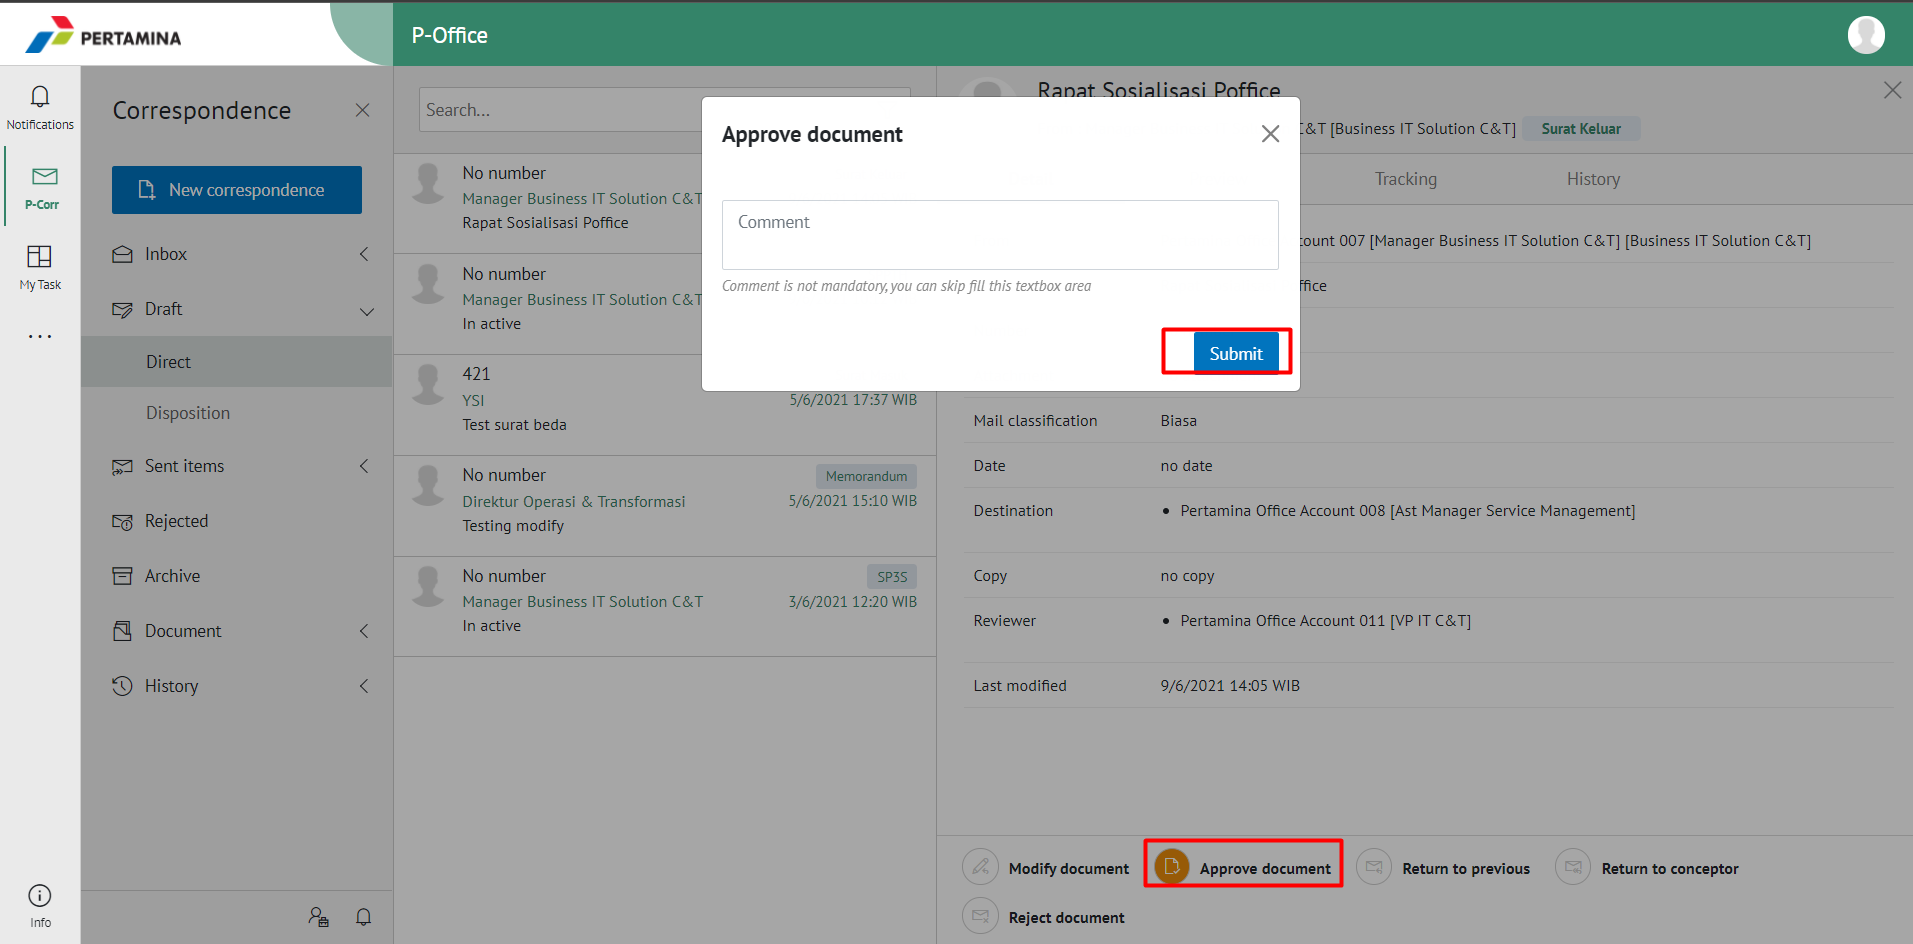 PERTAMINA
P-Office
Notifications
P-Corr
My Task
...
Info
Correspondence
New correspondence
Inbox
Draft
Direct
Disposition
Sent items
Rejected
Archive
Document
History
Search...
No number
Manager Business IT Solution C&T
Rapat Sosialisasi Poffice
No number
Manager Business IT Solution C&T
In active
421
YSI
5/6/2021 17:37 WIB
Test surat beda
No number
Memorandum
Direktur Operasi & Transformasi
5/6/2021 15:10 WIB
Testing modify
No number
SP3S
Manager Business IT Solution C&T
3/6/2021 12:20 WIB
In active
Approve document
Comment
Comment is not mandatory, you can skip fill this textbox area
Submit
Rapat Sosialisasi Poffice
C&T [Business IT Solution C&T]
Surat Keluar
Tracking
History
count 007 [Manager Business IT Solution C&T] [Business IT Solution C&T]
ffice
Mail classification
Biasa
Date
no date
Destination
• Pertamina Office Account 008 [Ast Manager Service Management]
Copy
no copy
Reviewer
• Pertamina Office Account 011 [VP IT C&T]
Last modified
9/6/2021 14:05 WIB
Modify document
Approve document
Return to previous
Return to conceptor
Reject document